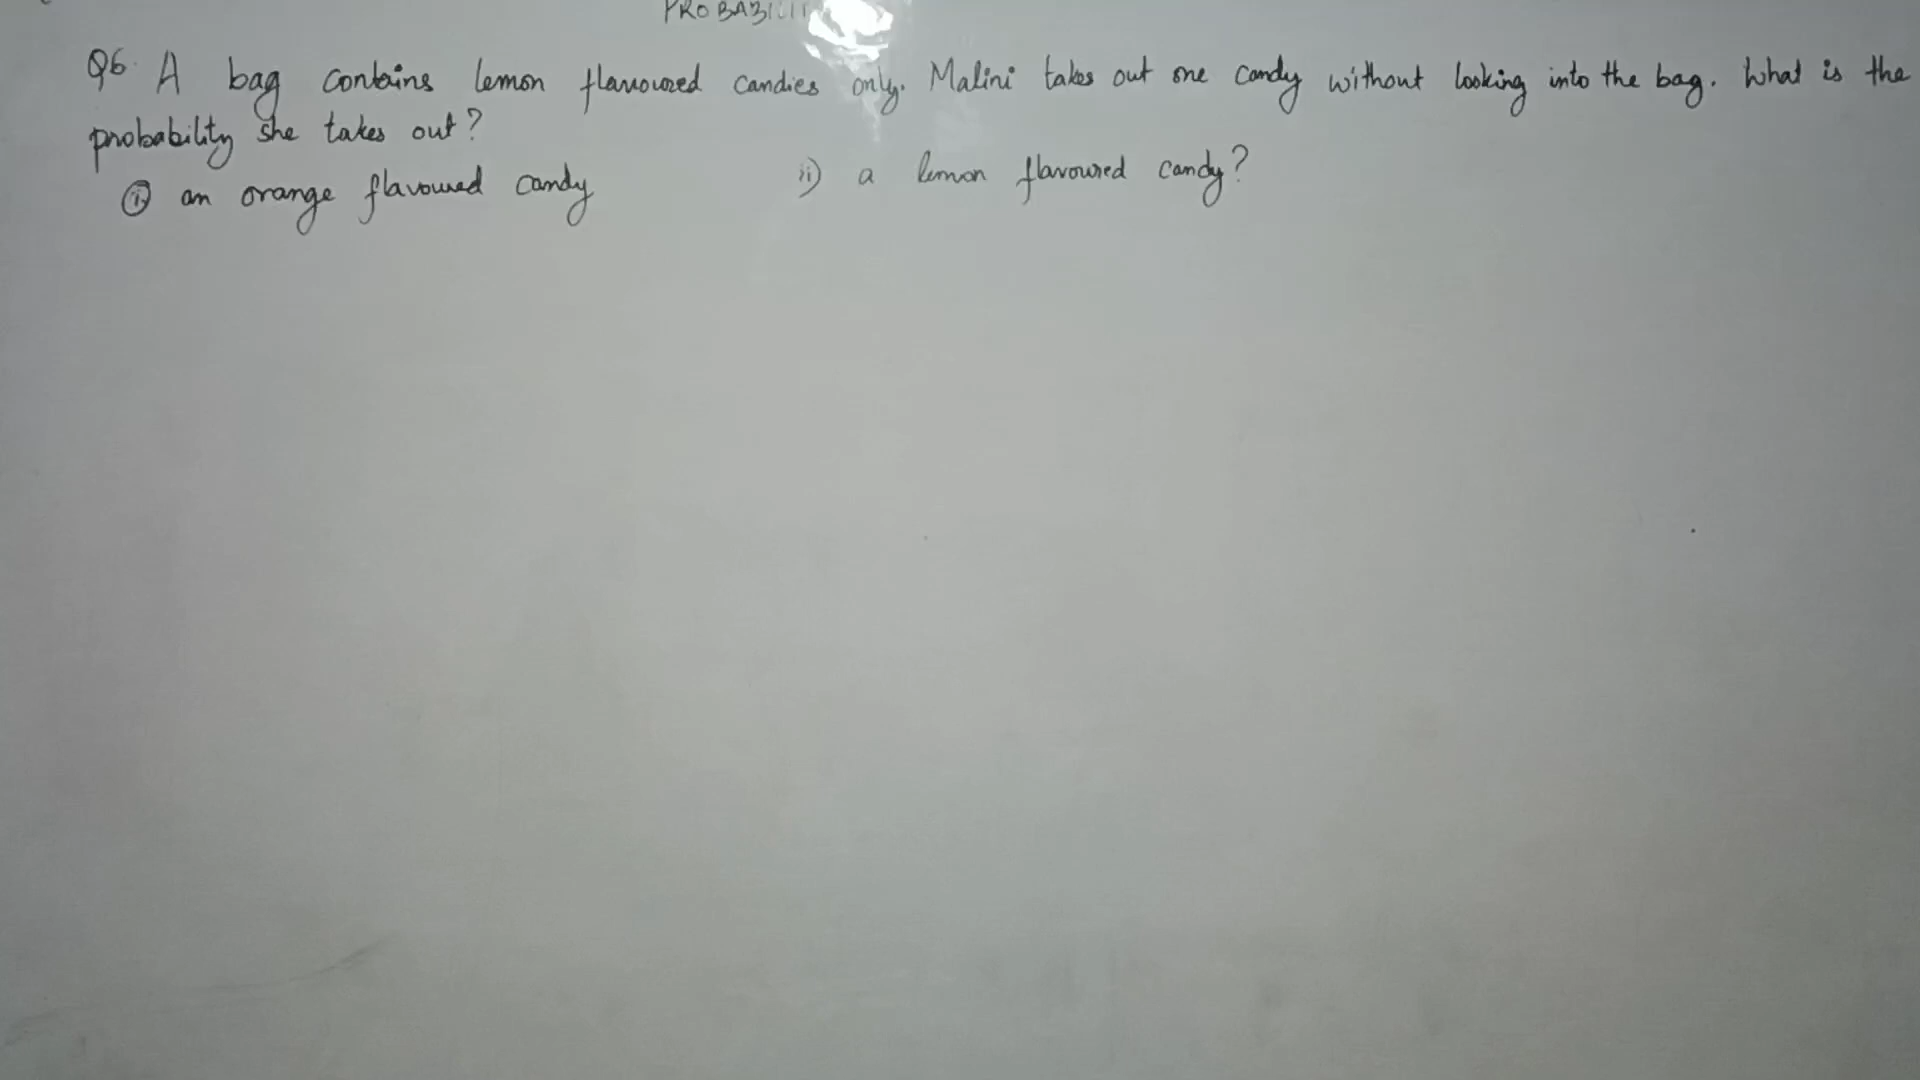 Q6. A bag contains lemon flavoured candies only. Malini takes out one candy without looking into the bag. What is the
probability she takes out?
i) an orange flavoured candy ii) a lemon flavoured candy?